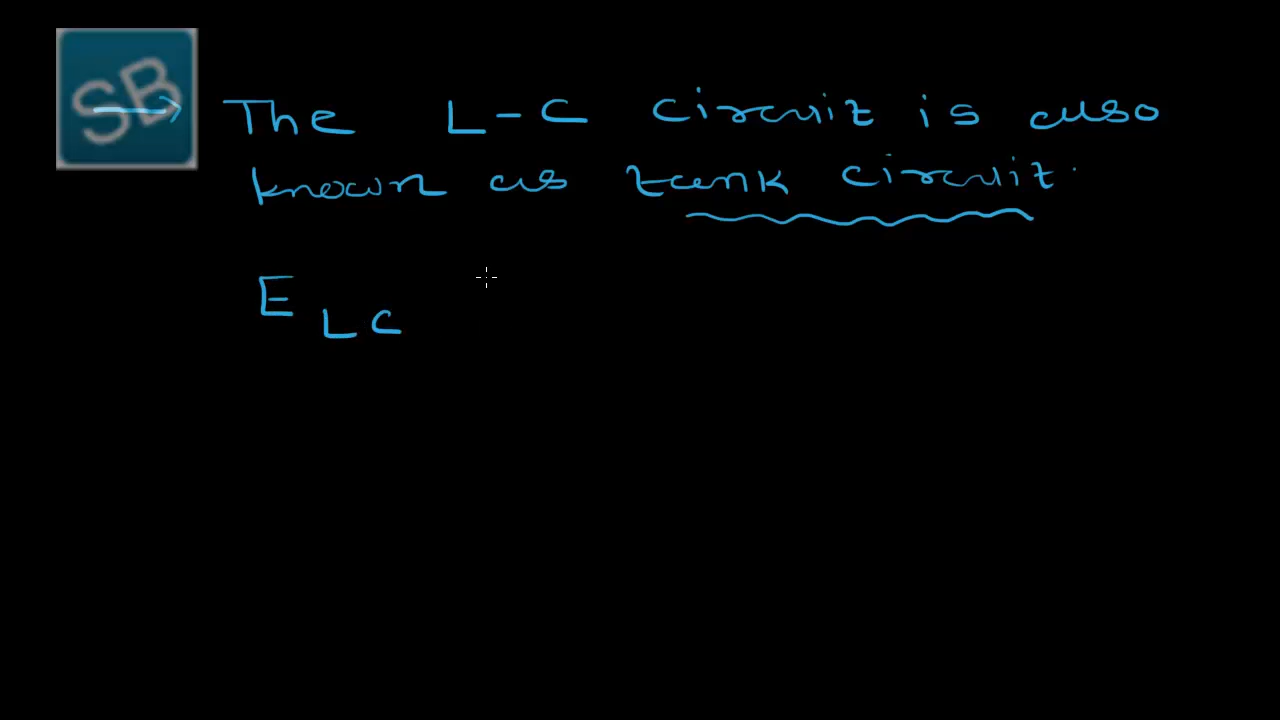 SB
→ The L-C circuit is also
known as tank circuit.
E LC